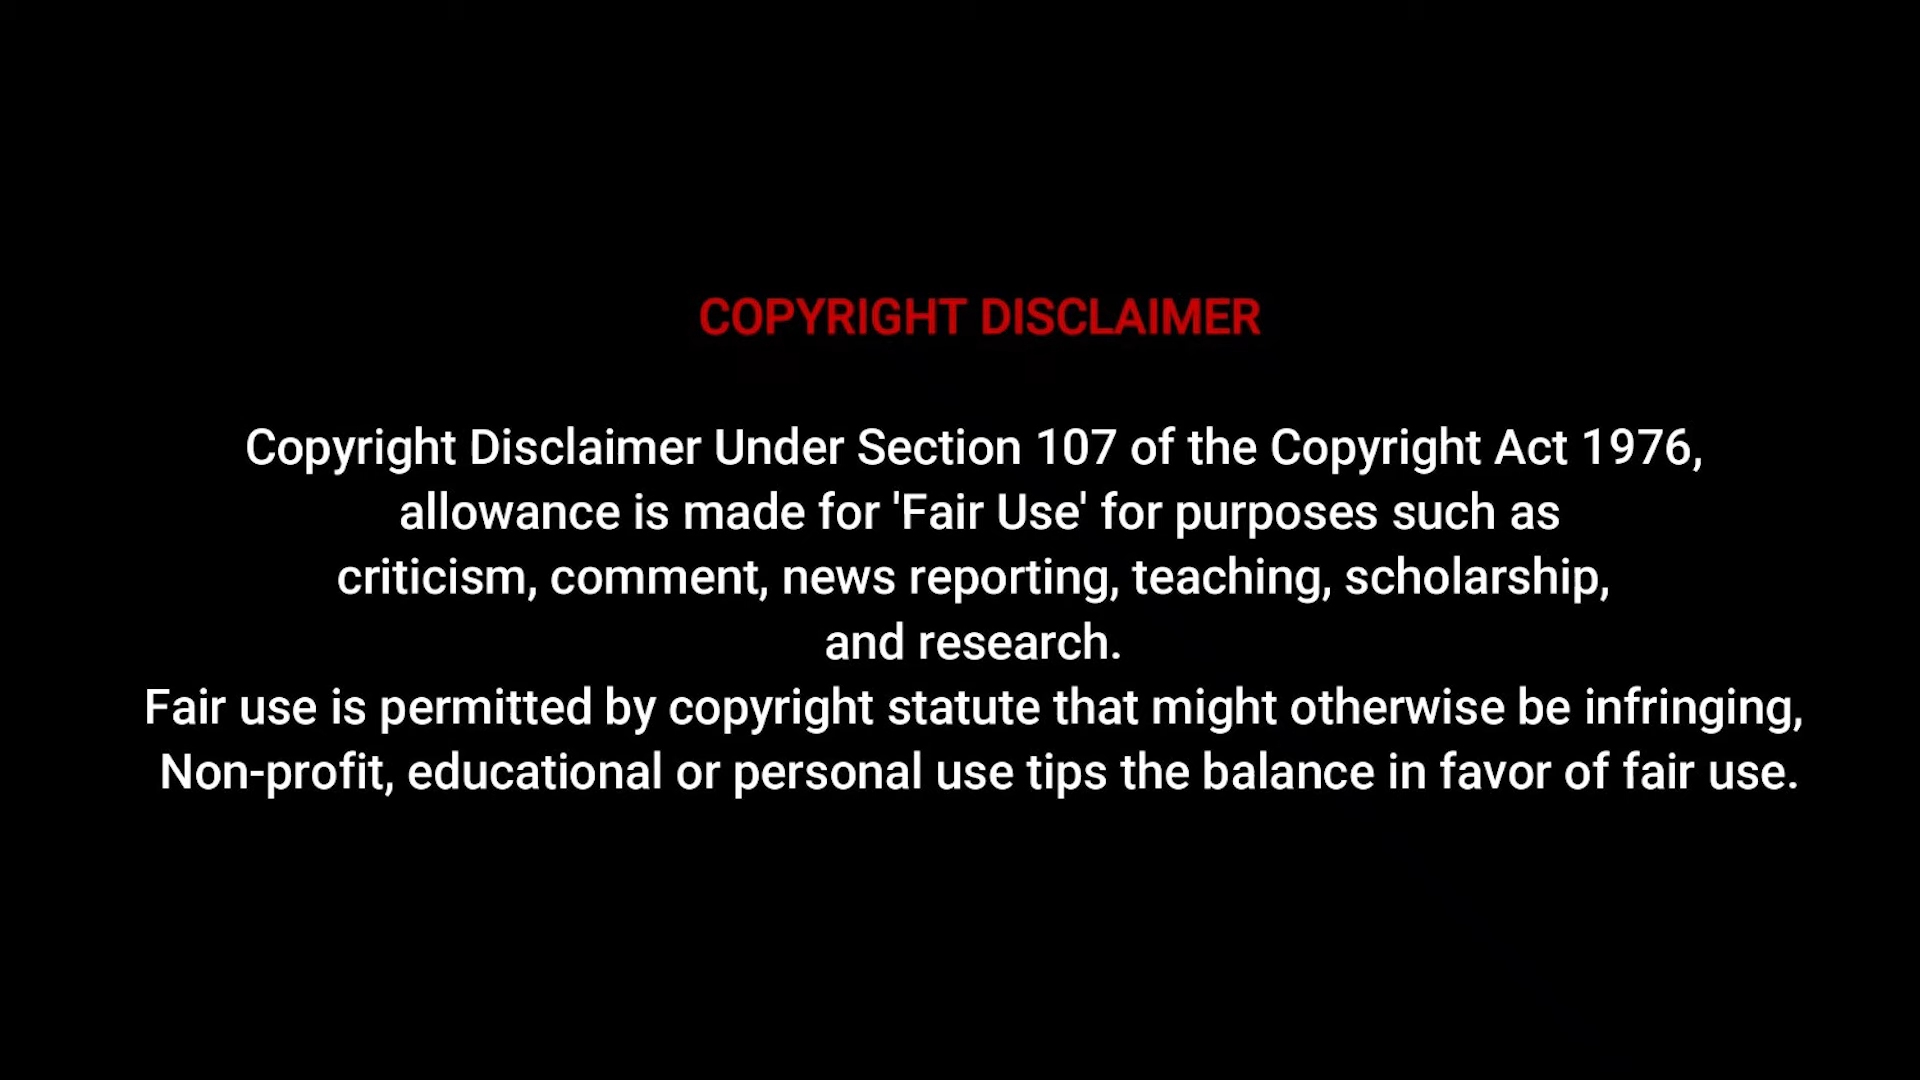 COPYRIGHT DISCLAIMER
Copyright Disclaimer Under Section 107 of the Copyright Act 1976,
allowance is made for 'Fair Use' for purposes such as
criticism, comment, news reporting, teaching, scholarship,
and research.
Fair use is permitted by copyright statute that might otherwise be infringing,
Non-profit, educational or personal use tips the balance in favor of fair use.